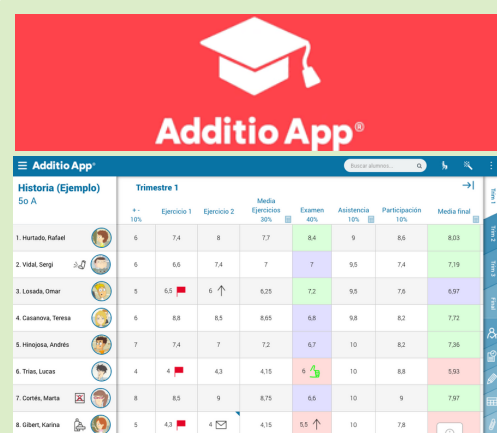 Additio App®
Additio App®
Buscar alumnos...
Historia (Ejemplo)
5o A
Trimestre 1
+ - 10% Ejercicio 1 Ejercicio 2 Media Ejercicios 30% Examen 40% Asistencia 10% Participación 10% Media final
1. Hurtado, Rafael 6 7,4 8 7,7 8,4 9 8,6 8,03
2. Vidal, Sergi 6 6,6 7,4 7 7 9,5 7,4 7,19
3. Losada, Omar 5 6,5 6 6,25 7,2 9,5 7,6 6,97
4. Casanova, Teresa 6 8,8 8,5 8,65 6,8 9,8 8,2 7,72
5. Hinojosa, Andrés 7 7,4 7 7,2 6,7 10 8,2 7,36
6. Trias, Lucas 4 4 4,3 4,15 6 10 8,8 5,93
7. Cortés, Marta 8 8,5 9 8,75 6,6 10 9 7,97
8. Gibert, Karina 5 4,3 4 4,15 5,5 10 7,8
Trim 1
Trim 2
Trim 3
Final